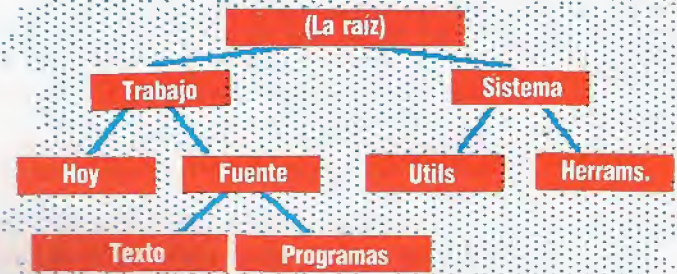 (La raíz)
Trabajo
Sistema
Hoy
Fuente
Utils
Herrams.
Texto
Programas